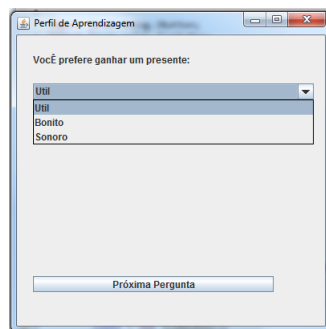 Perfil de Aprendizagem
VocÊ prefere ganhar um presente:
Util
Util
Bonito
Sonoro
Próxima Pergunta